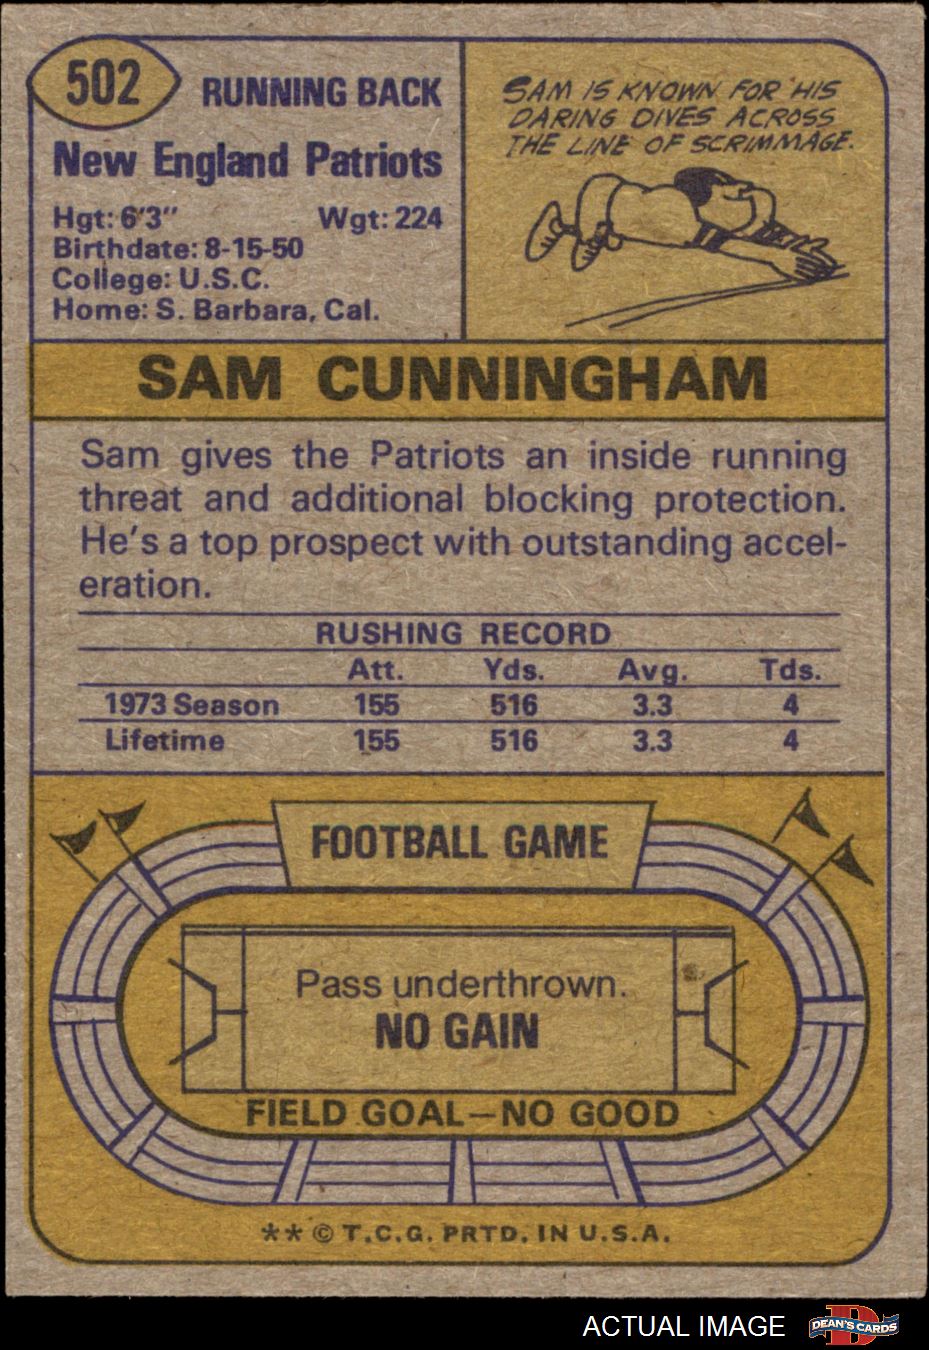 502
RUNNING BACK
New England Patriots
Hgt: 6'3" Wgt: 224
Birthdate: 8-15-50
College: U.S.C.
Home: S. Barbara, Cal.
SAM IS KNOWN FOR HIS
DARING DIVES ACROSS
THE LINE OF SCRIMMAGE.
SAM CUNNINGHAM
Sam gives the Patriots an inside running
threat and additional blocking protection.
He's a top prospect with outstanding accel-
eration.
RUSHING RECORD
Att. Yds. Avg. Tds.
1973 Season 155 516 3.3 4
Lifetime 155 516 3.3 4
FOOTBALL GAME
Pass underthrown.
NO GAIN
FIELD GOAL—NO GOOD
** © T.C.G. PRTD. IN U.S.A.
ACTUAL IMAGE
DEAN'S CARDS